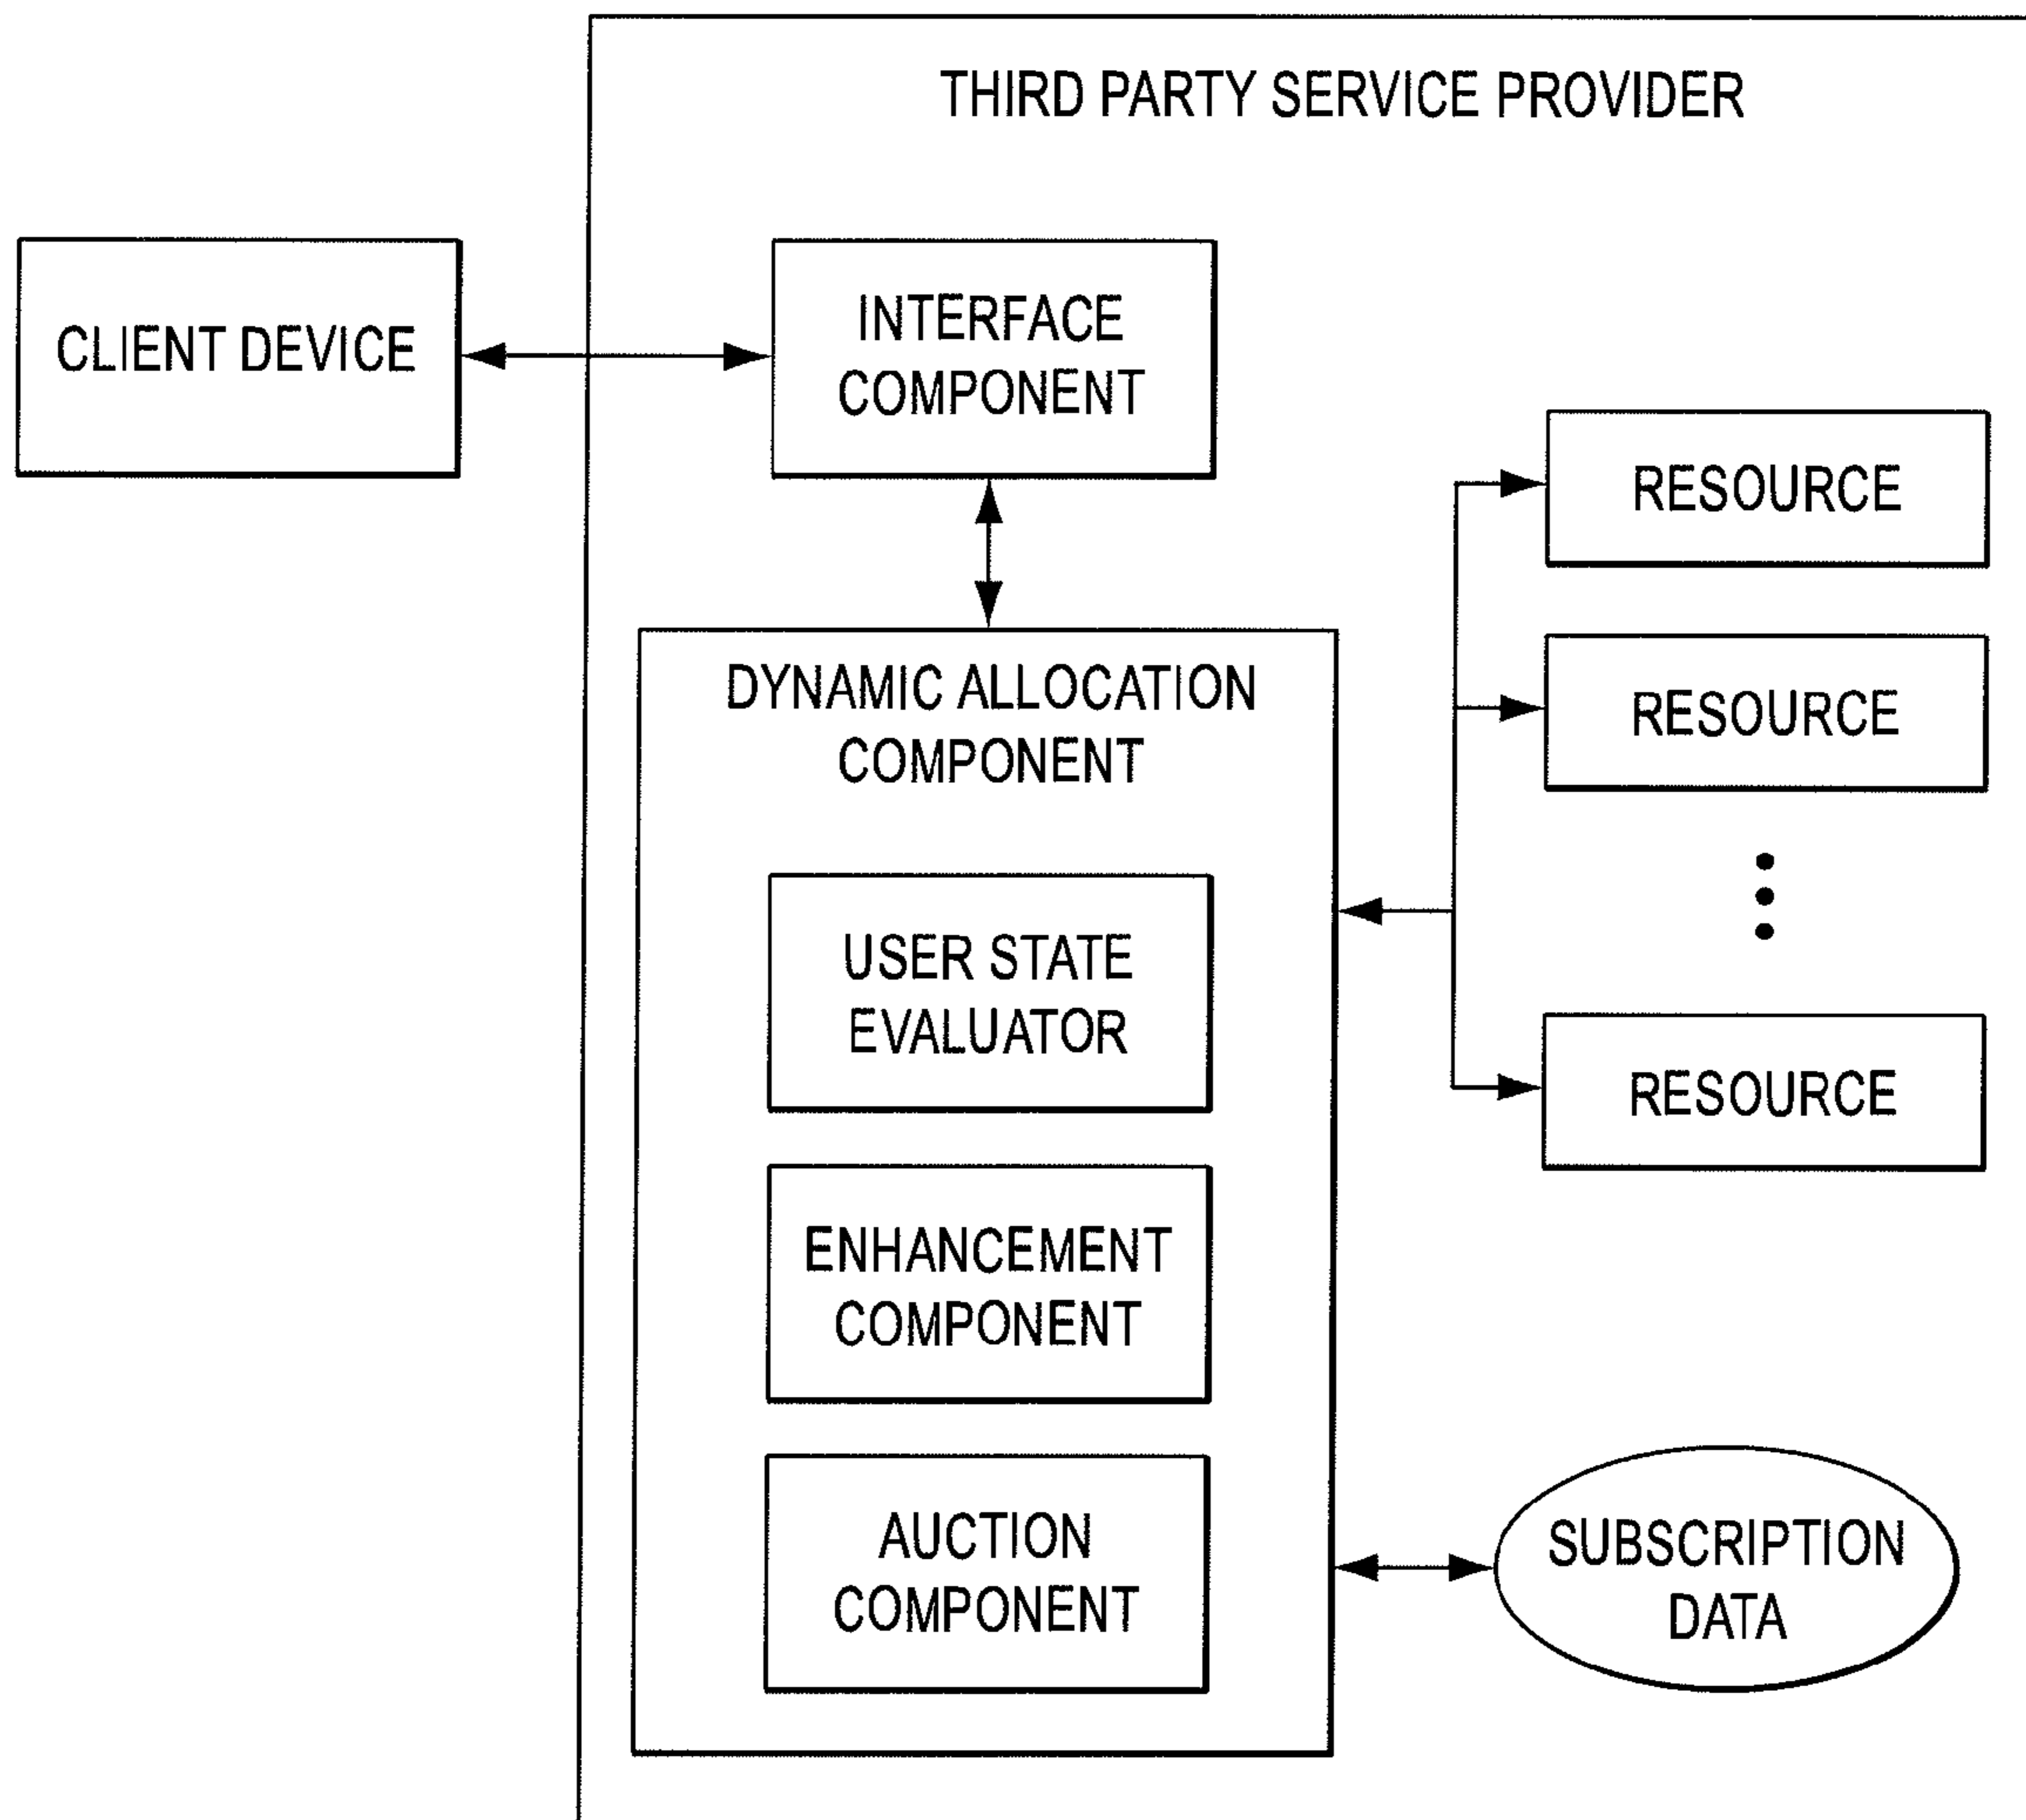 THIRD PARTY SERVICE PROVIDER
CLIENT DEVICE
INTERFACE
COMPONENT
DYNAMIC ALLOCATION
COMPONENT
USER STATE
EVALUATOR
ENHANCEMENT
COMPONENT
AUCTION
COMPONENT
RESOURCE
RESOURCE
RESOURCE
SUBSCRIPTION
DATA